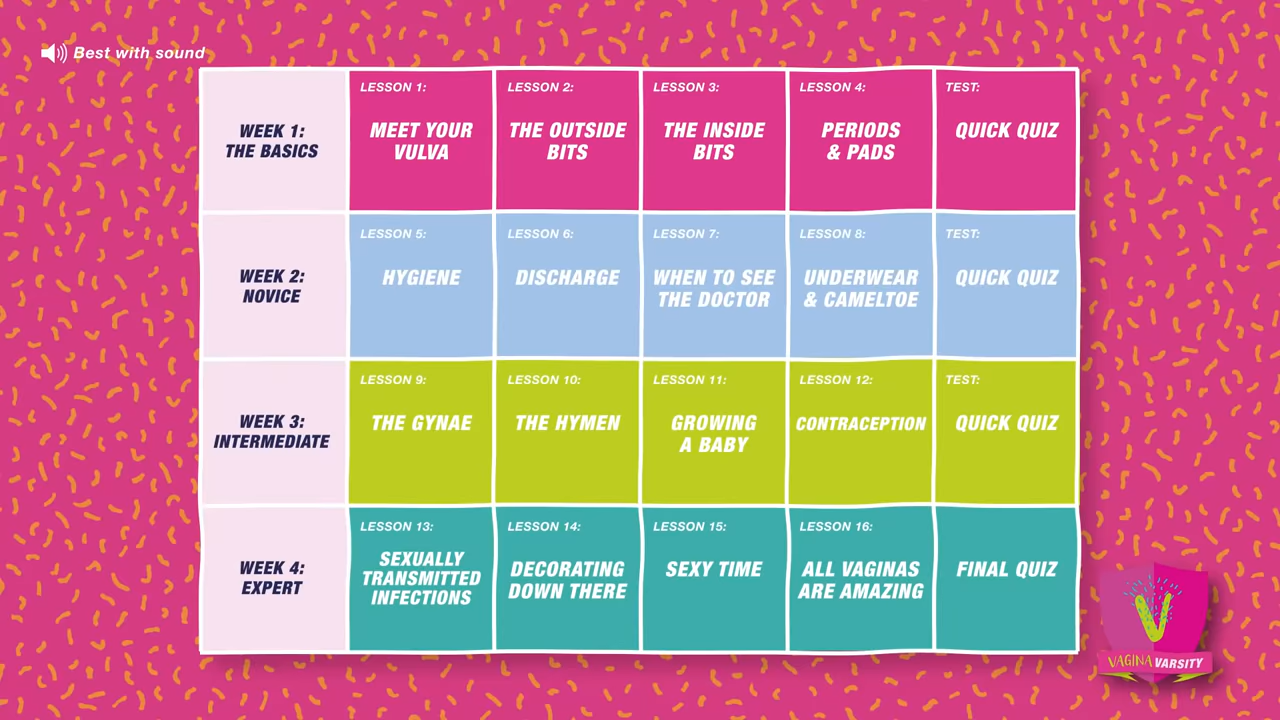 Best with sound
WEEK 1:
THE BASICS
LESSON 1:
MEET YOUR
VULVA
LESSON 2:
THE OUTSIDE
BITS
LESSON 3:
THE INSIDE
BITS
LESSON 4:
PERIODS
& PADS
TEST:
QUICK QUIZ
WEEK 2:
NOVICE
LESSON 5:
HYGIENE
LESSON 6:
DISCHARGE
LESSON 7:
WHEN TO SEE
THE DOCTOR
LESSON 8:
UNDERWEAR
& CAMELTOE
TEST:
QUICK QUIZ
WEEK 3:
INTERMEDIATE
LESSON 9:
THE GYNAE
LESSON 10:
THE HYMEN
LESSON 11:
GROWING
A BABY
LESSON 12:
CONTRACEPTION
TEST:
QUICK QUIZ
WEEK 4:
EXPERT
LESSON 13:
SEXUALLY
TRANSMITTED
INFECTIONS
LESSON 14:
DECORATING
DOWN THERE
LESSON 15:
SEXY TIME
LESSON 16:
ALL VAGINAS
ARE AMAZING
FINAL QUIZ
V
VAGINA VARSITY